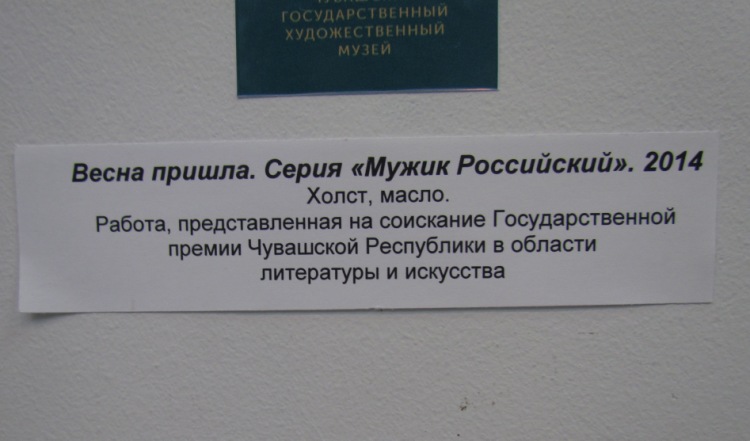 ГОСУДАРСТВЕННЫЙ
ХУДОЖЕСТВЕННЫЙ
МУЗЕЙ
Весна пришла. Серия «Мужик Российский». 2014
Холст, масло.
Работа, представленная на соискание Государственной
премии Чувашской Республики в области
литературы и искусства